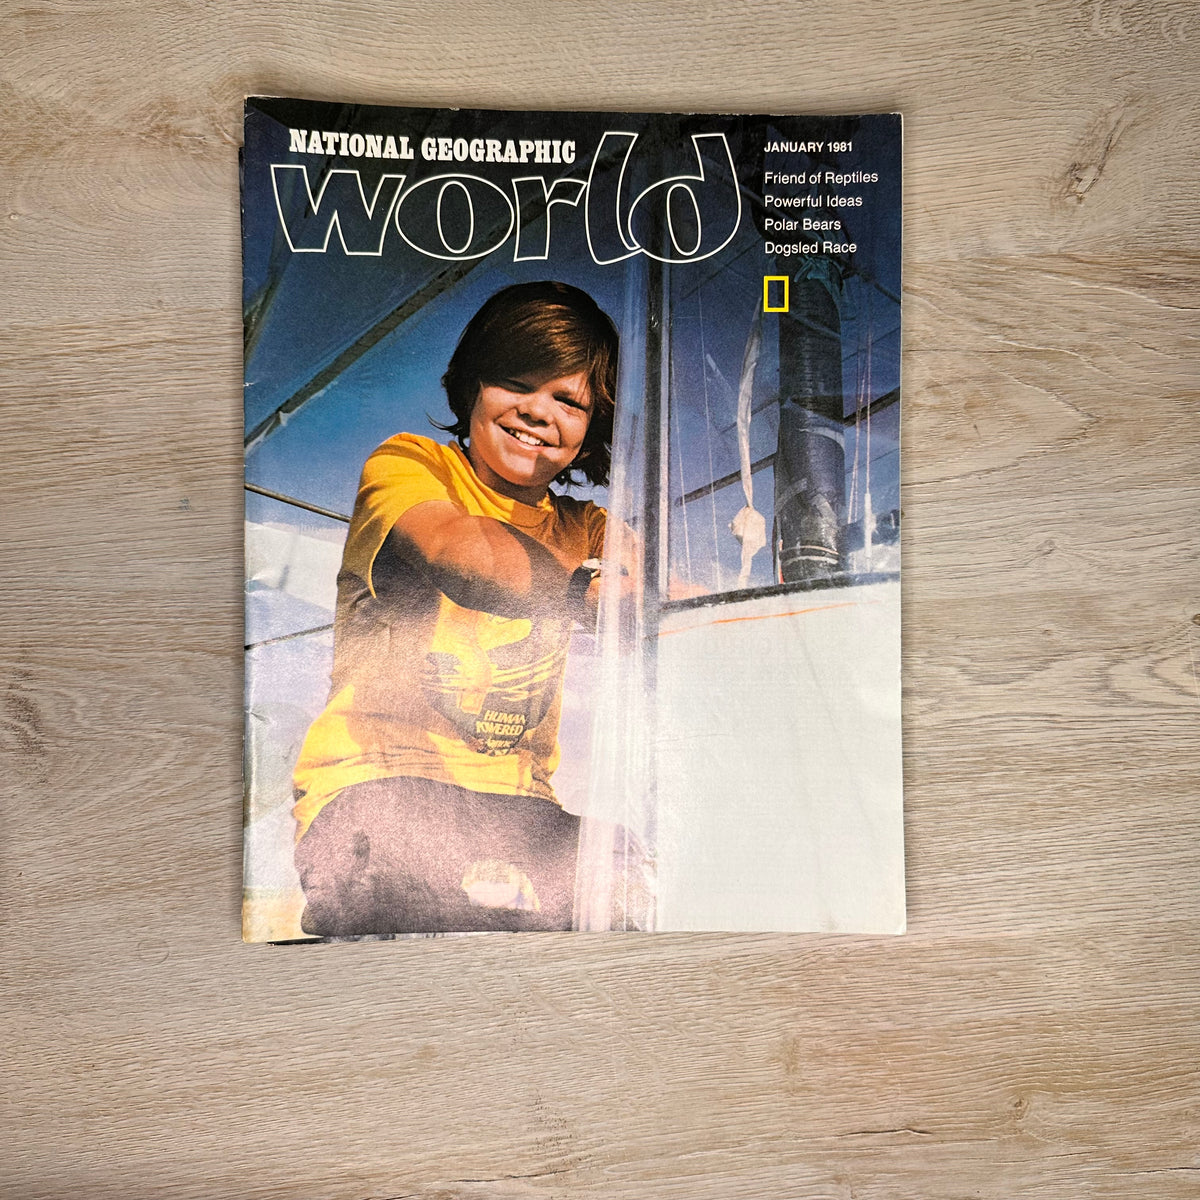 NATIONAL GEOGRAPHIC
world
JANUARY 1981
Friend of Reptiles
Powerful Ideas
Polar Bears
Dogsled Race
HUMAN
POWERED